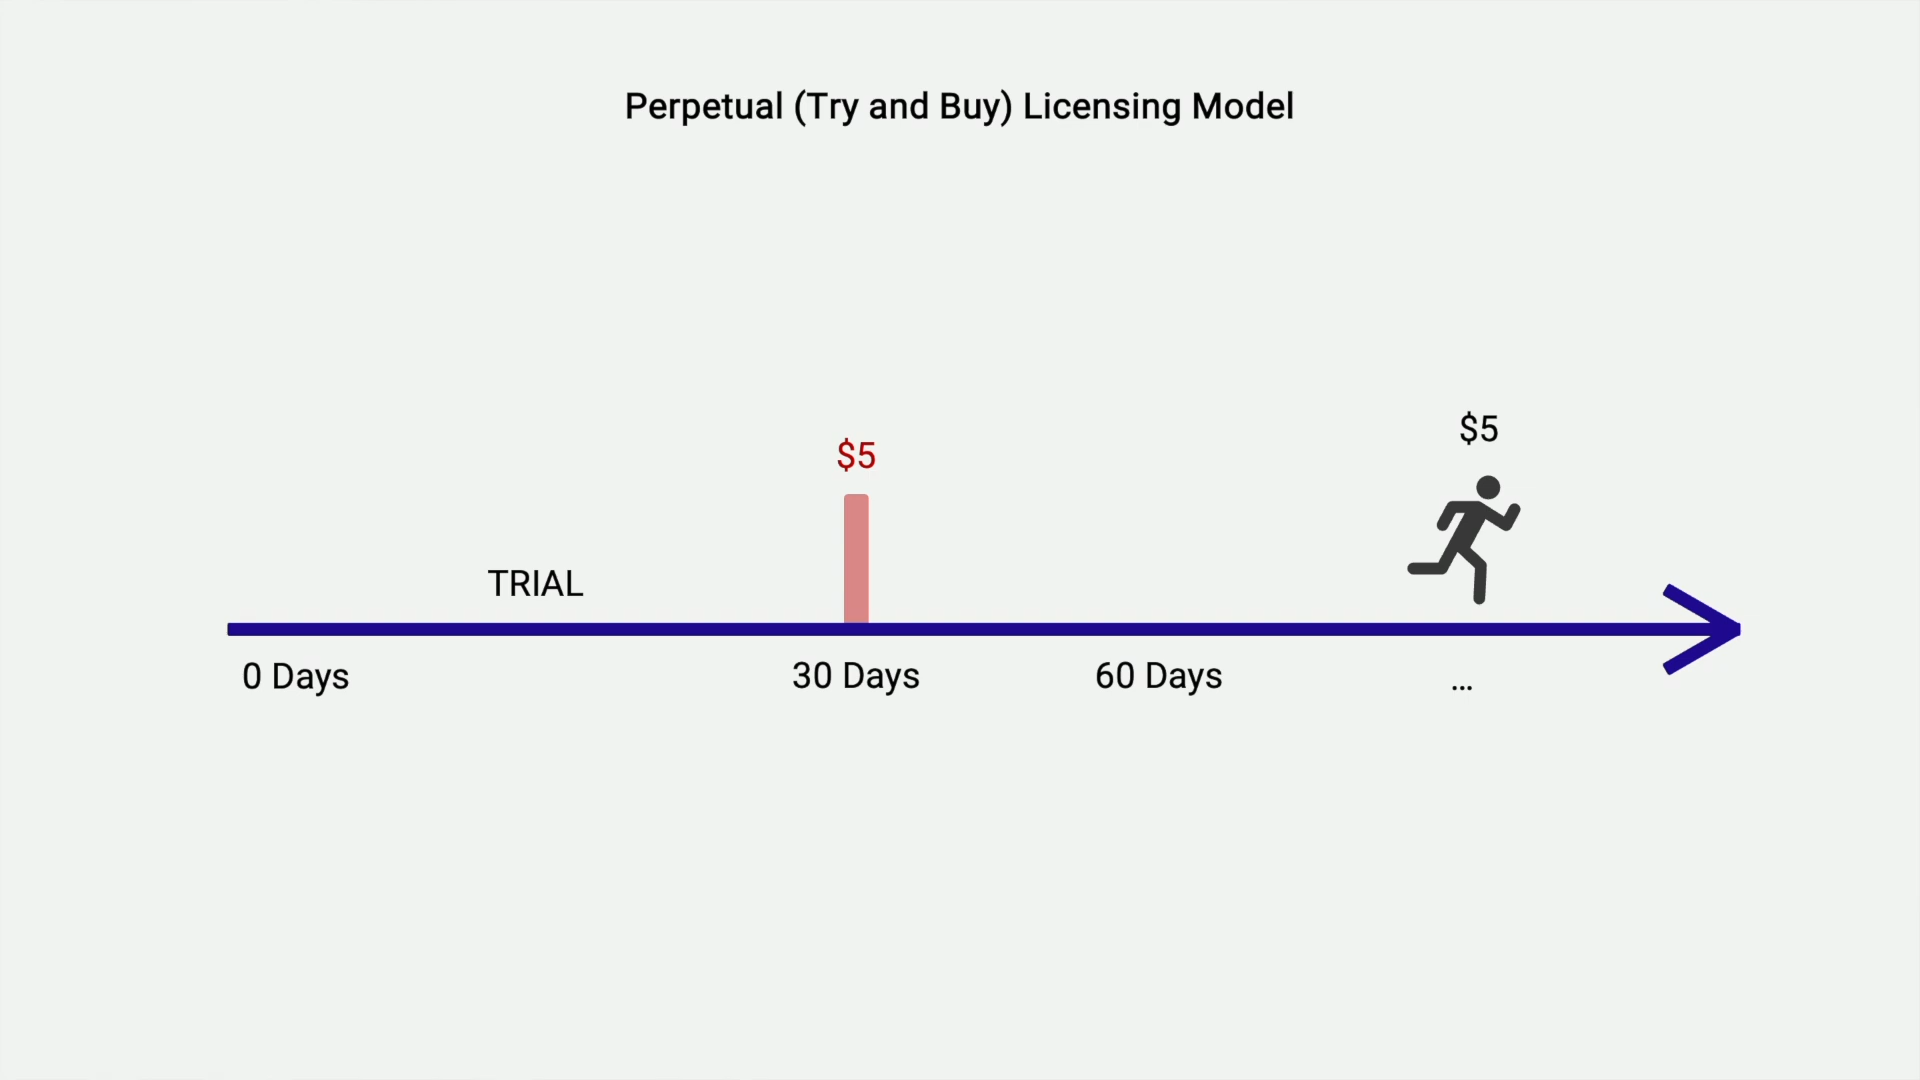 Perpetual (Try and Buy) Licensing Model
$5
$5
TRIAL
0 Days
30 Days
60 Days
...